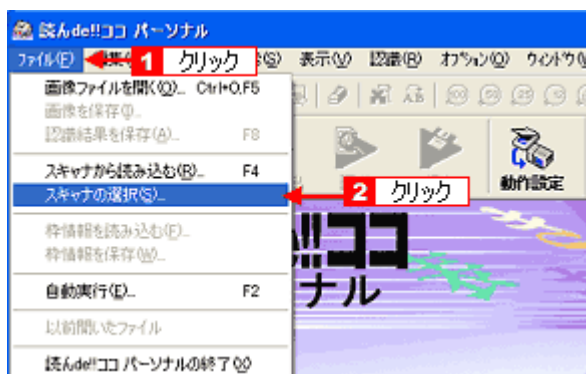 読んde!!ココ パーソナル
ファイル(F) 1 クリック (S) 表示(V) 認識(R) オプション(O) ウィンドウ(W
画像ファイルを開く(O)... Ctrl+O,F5
画像を保存(I)...
認識結果を保存(A)... F8
スキャナから読み込む(R)... F4
スキャナの選択(S)... 2 クリック
動作設定
枠情報を読み込む(F)...
枠情報を保存(W)...
!!ココ
ナル
自動実行(E)... F2
以前開いたファイル
読んde!!ココ パーソナルの終了(X)